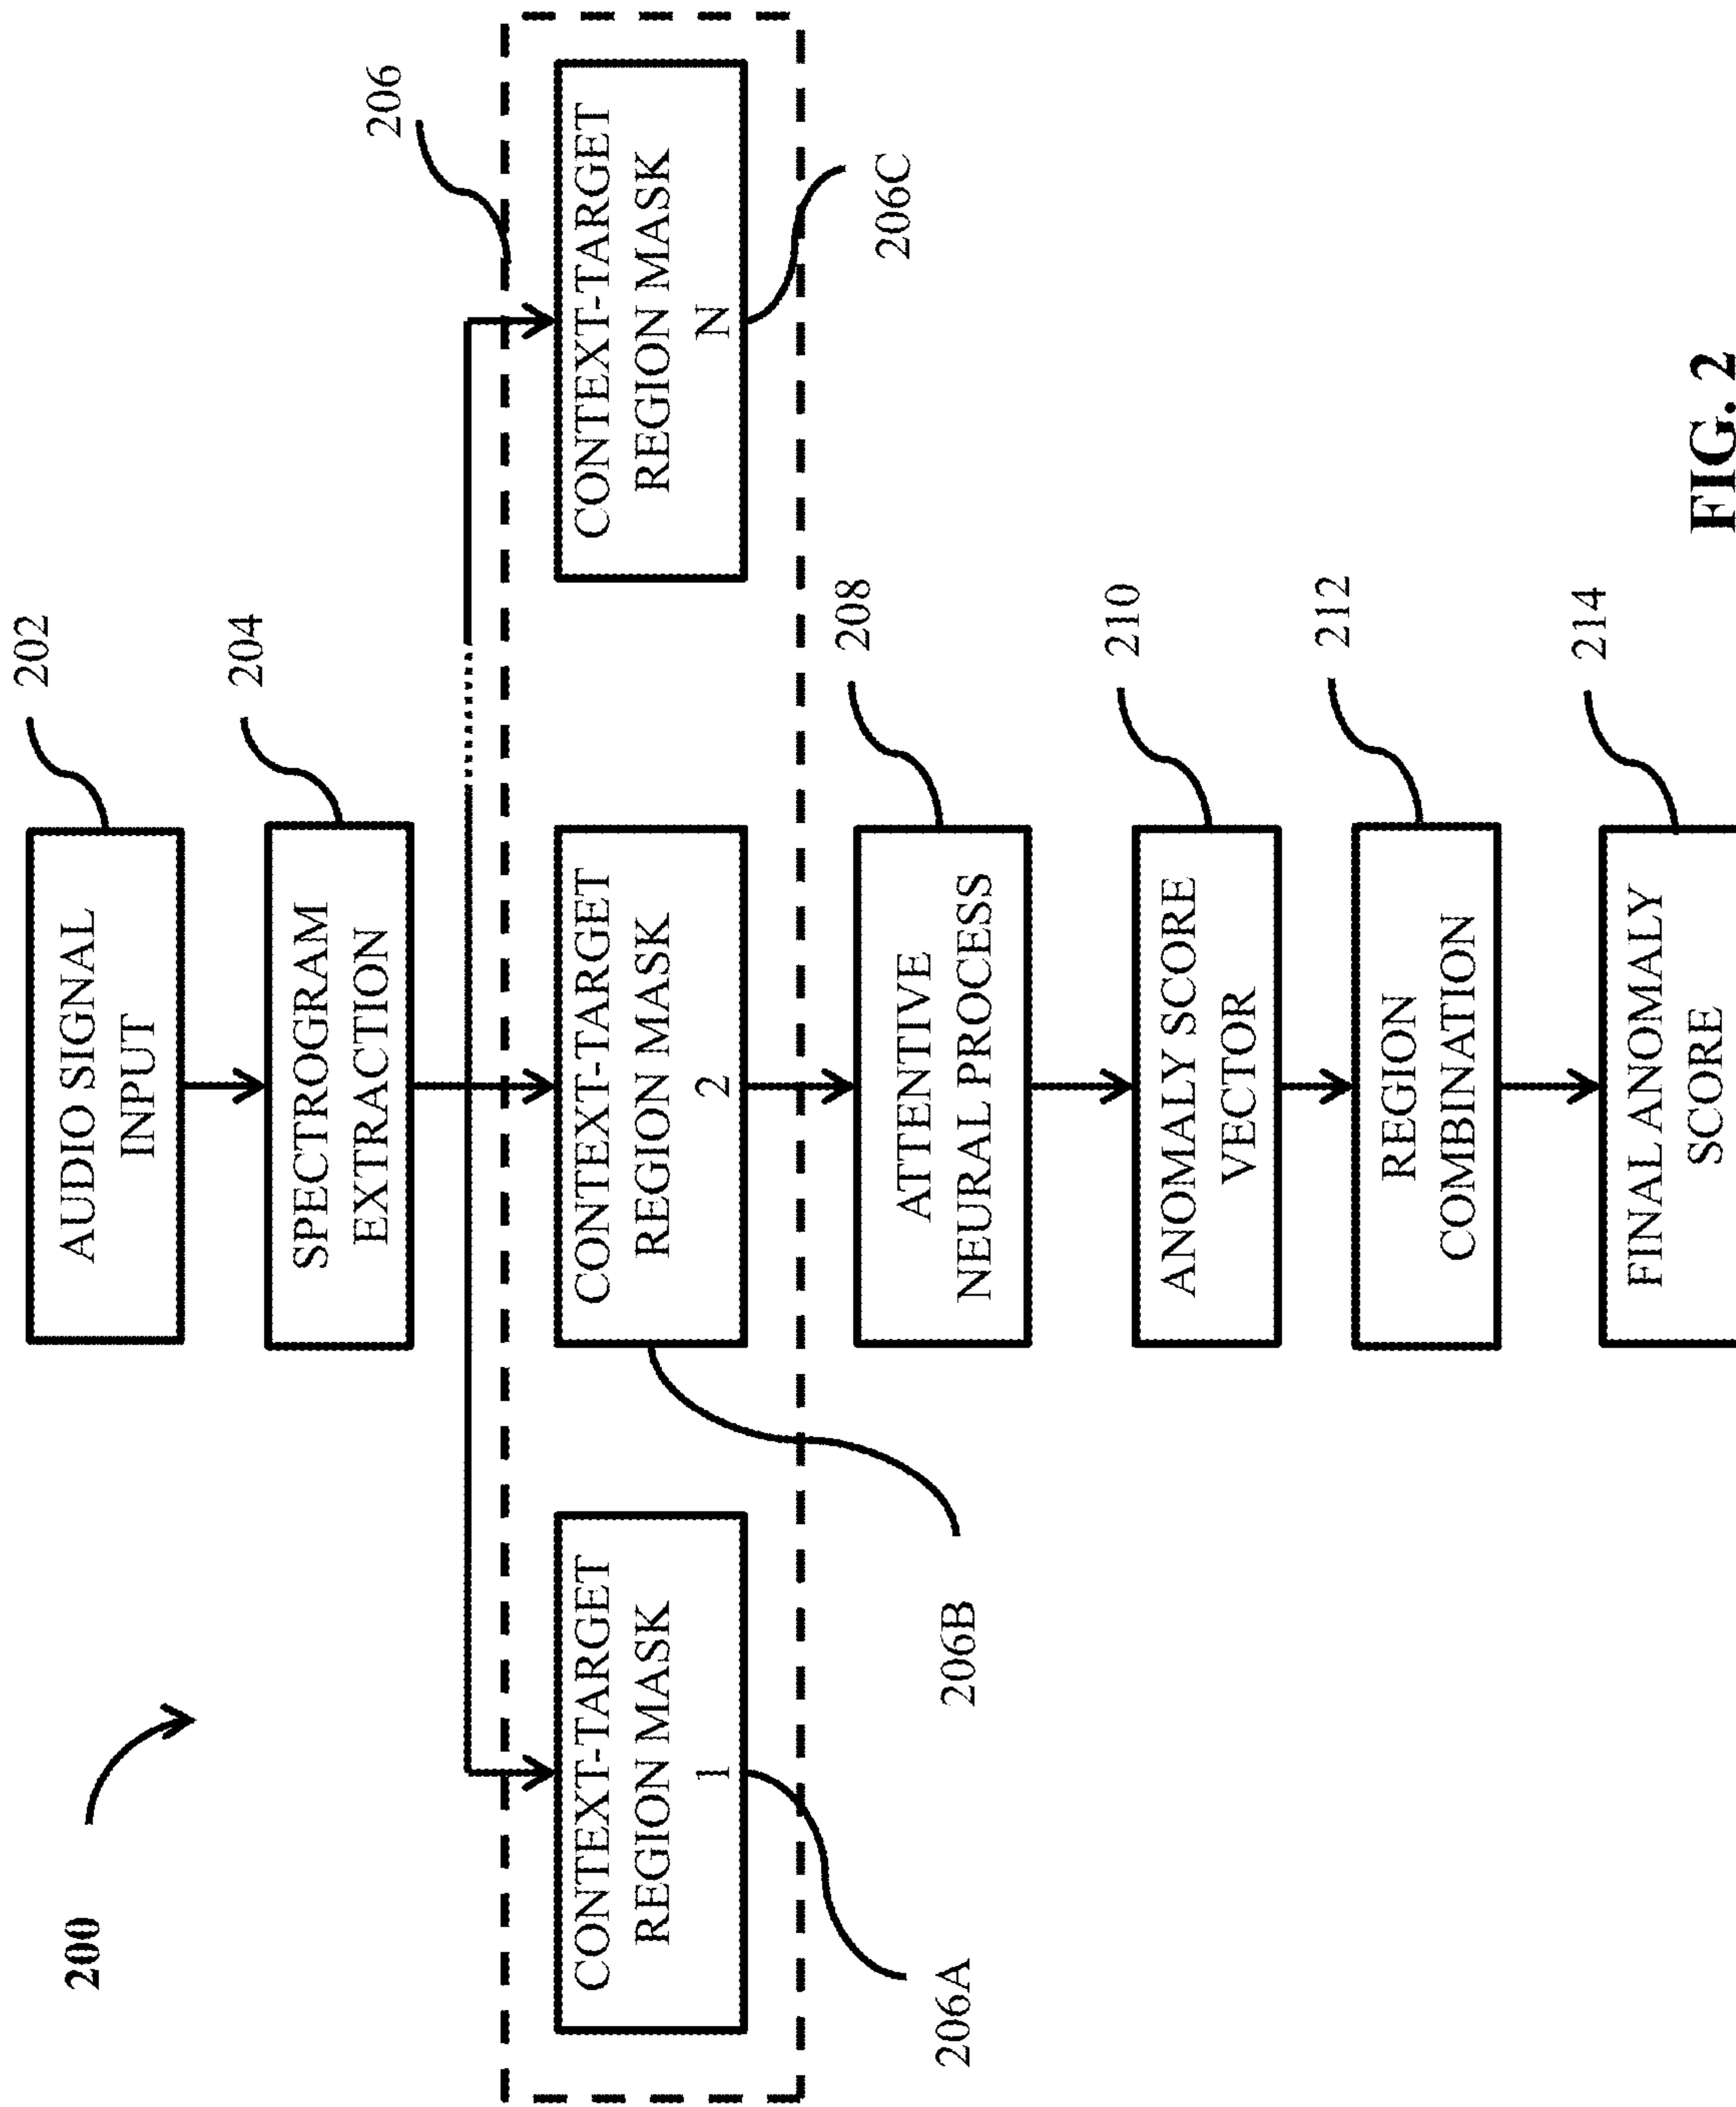 200
202
AUDIO SIGNAL
INPUT
204
SPECTROGRAM
EXTRACTION
206
CONTEXT-TARGET
REGION MASK
1
CONTEXT-TARGET
REGION MASK
2
CONTEXT-TARGET
REGION MASK
N
206A
206B
206C
208
ATTENTIVE
NEURAL PROCESS
210
ANOMALY SCORE
VECTOR
212
REGION
COMBINATION
214
FINAL ANOMALY
SCORE
FIG. 2